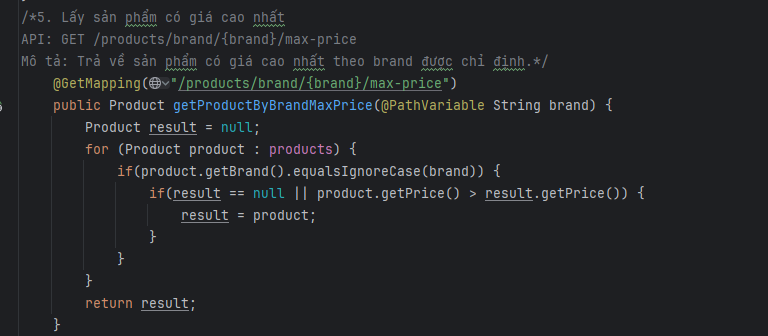 /*5. Lấy sản phẩm có giá cao nhất
API: GET /products/brand/{brand}/max-price
Mô tả: Trả về sản phẩm có giá cao nhất theo brand được chỉ định.*/
@GetMapping("/products/brand/{brand}/max-price")
public Product getProductByBrandMaxPrice(@PathVariable String brand) {
Product result = null;
for (Product product : products) {
if(product.getBrand().equalsIgnoreCase(brand)) {
if(result == null || product.getPrice() > result.getPrice()) {
result = product;
}
}
}
return result;
}